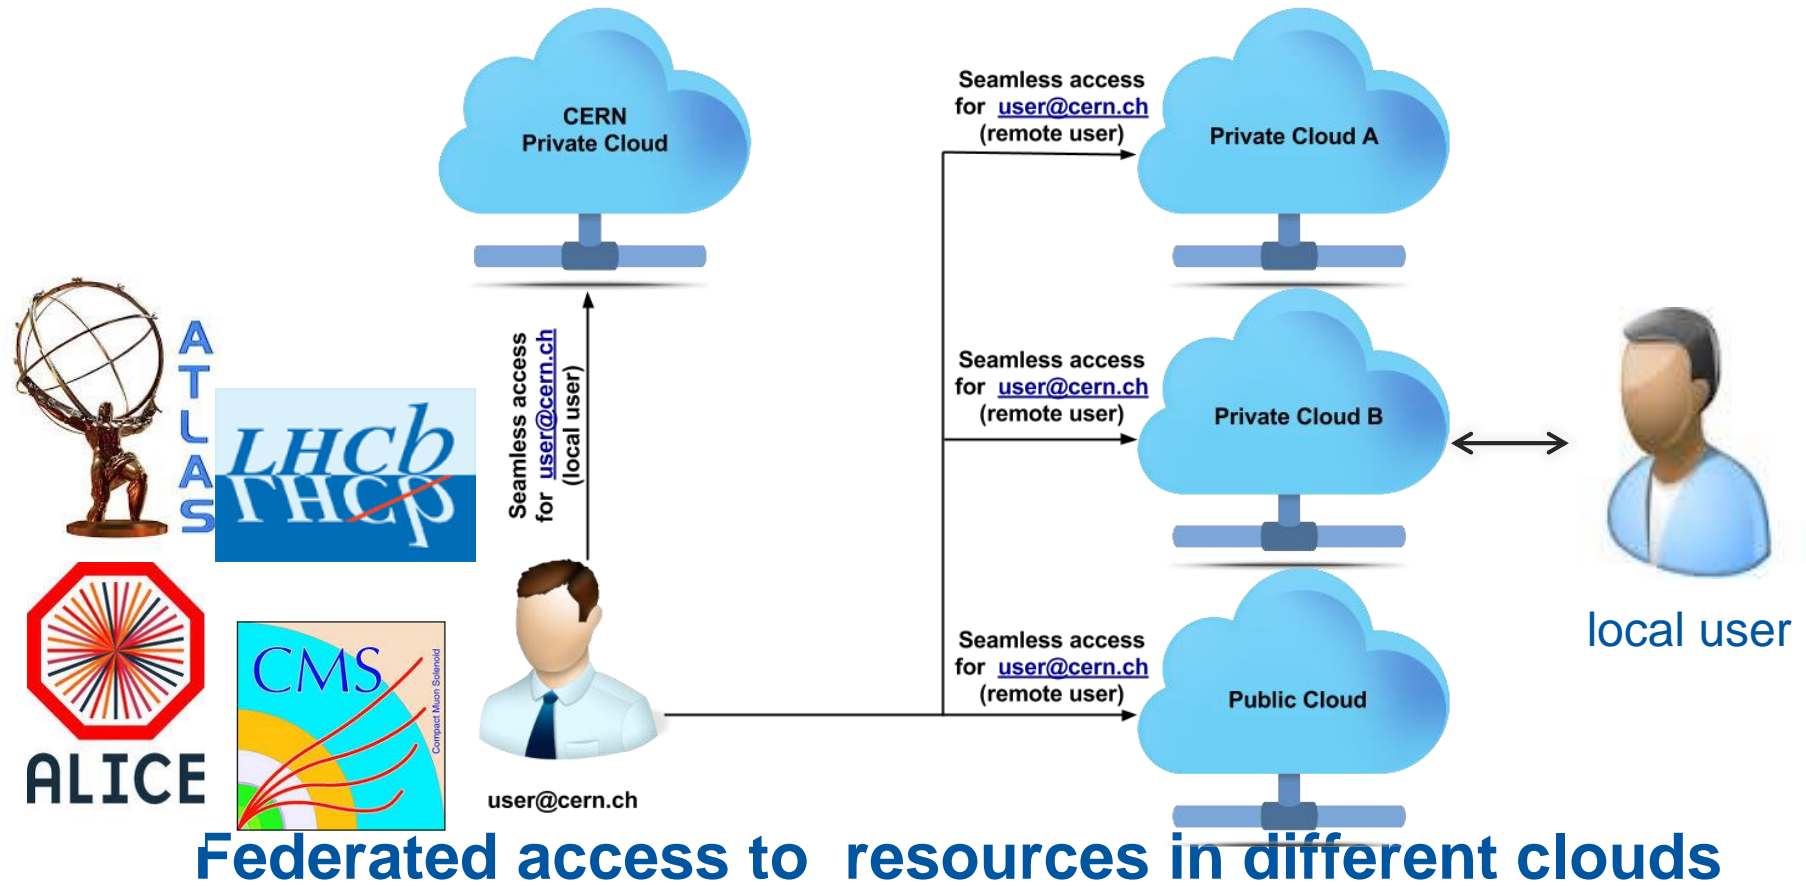 CERN
Private Cloud
Seamless access
for user@cern.ch
(remote user)
Private Cloud A
Seamless access
for user@cern.ch
(local user)
ATLAS
LHCb
LHCb
Seamless access
for user@cern.ch
(remote user)
Private Cloud B
local user
ALICE
CMS
Compact Muon Solenoid
user@cern.ch
Seamless access
for user@cern.ch
(remote user)
Public Cloud
Federated access to resources in different clouds